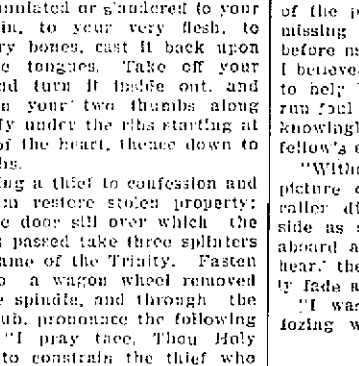 slandered to your
in, to your very flesh, to
ry bones, cast it back upon
e tongues. Take off your
nd turn it inside out, and
n your two thumbs along
ly under the ribs starting at
of the heart, thence down to
hs.
ing a thief to confession and
m restore stolen property:
e door sill over which the
s passed take three splinters
ame of the Trinity. Fasten
o a wagon wheel removed
e spindle, and through the
ub, pronounce the following
"I pray thee, Thou Holy
to constrain the thief who
of the
missing
before m
I believe
to help
run foul
knowingl
fellow's
"With
picture
caller di
side as
aboard a
hear the
ly fade a
"I was
w